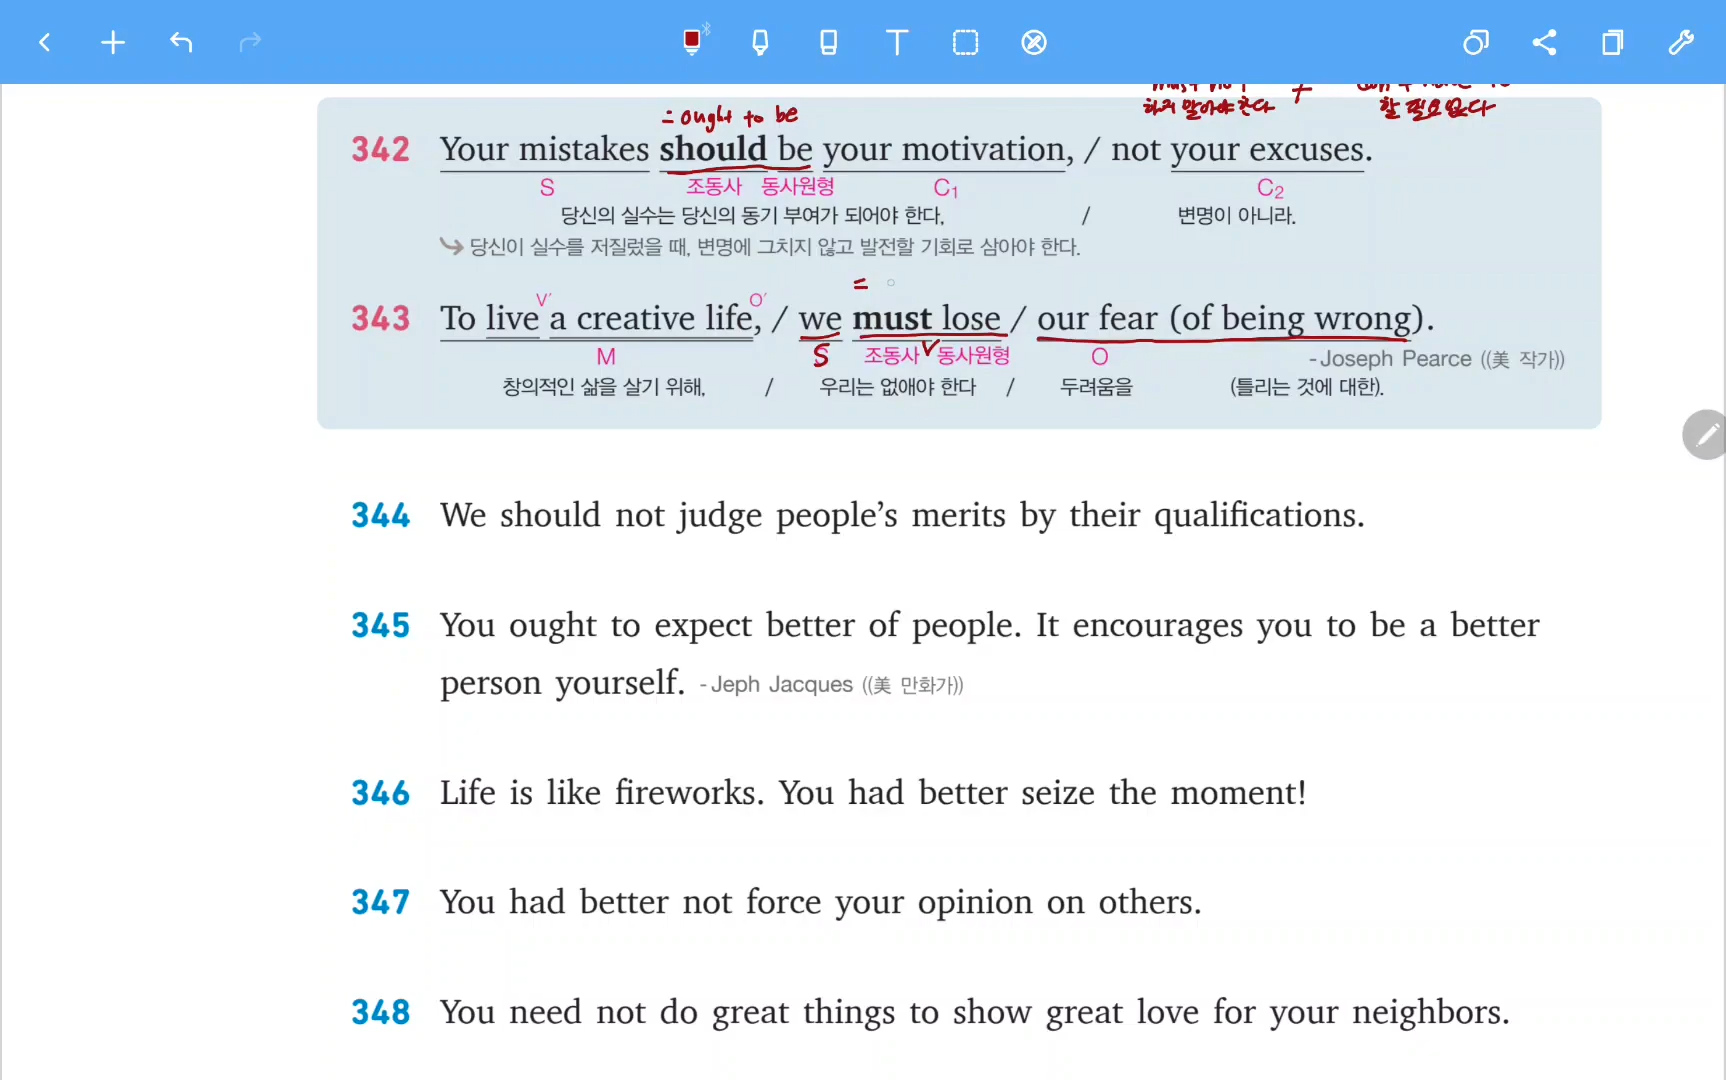 하지 말아야 한다 + 할 필요 없다
= ought to be
342 Your mistakes should be your motivation, / not your excuses.
S 조동사 동사원형 C1 C2
당신의 실수는 당신의 동기 부여가 되어야 한다, / 변명이 아니라.
당신이 실수를 저질렀을 때, 변명에 그치지 않고 발전할 기회로 삼아야 한다.
=
V′ O′
343 To live a creative life, / we must lose / our fear (of being wrong).
M S 조동사 V 동사원형 O -Joseph Pearce ((美 작가))
창의적인 삶을 살기 위해, / 우리는 없애야 한다 / 두려움을 (틀리는 것에 대한).
344 We should not judge people’s merits by their qualifications.
345 You ought to expect better of people. It encourages you to be a better
person yourself. -Jeph Jacques ((美 만화가))
346 Life is like fireworks. You had better seize the moment!
347 You had better not force your opinion on others.
348 You need not do great things to show great love for your neighbors.